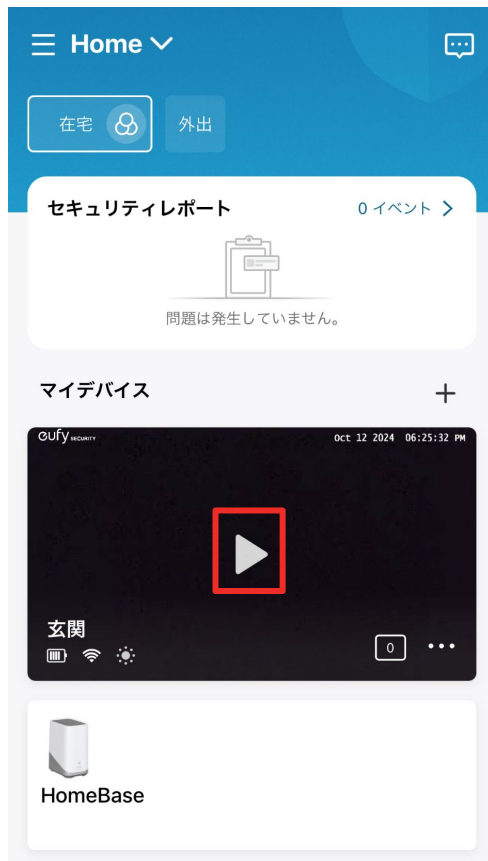 Home
在宅 外出
セキュリティレポート 0 イベント
問題は発生していません。
マイデバイス
eufy SECURITY Oct 12 2024 06:25:32 PM
玄関
0
HomeBase